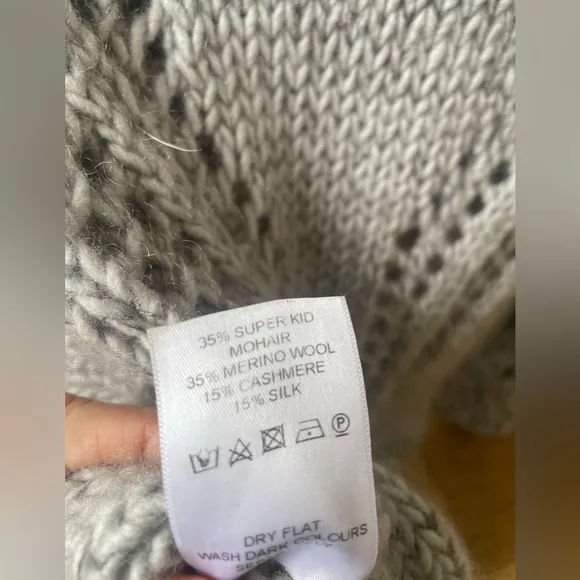 35% SUPER KID
MOHAIR
35% MERINO WOOL
15% CASHMERE
15% SILK
P
DRY FLAT
WASH DARK COLOURS